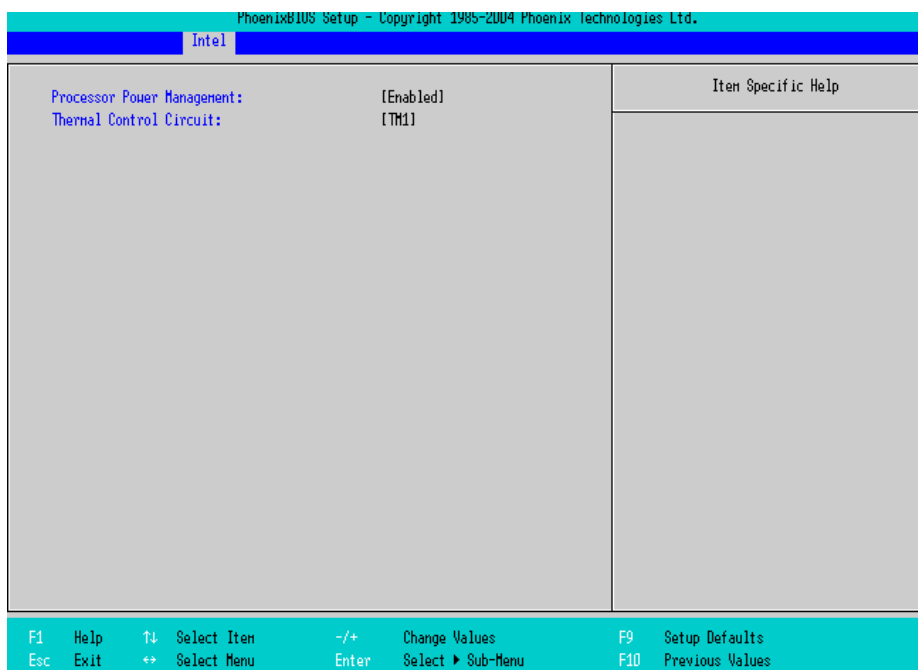 PhoenixBIOS Setup - Copyright 1985-2004 Phoenix Technologies Ltd.
Intel
Item Specific Help
Processor Power Management: [Enabled]
Thermal Control Circuit: [TM1]
F1 Help ↑↓ Select Item -/+ Change Values F9 Setup Defaults
Esc Exit ↔ Select Menu Enter Select ▶ Sub-Menu F10 Previous Values